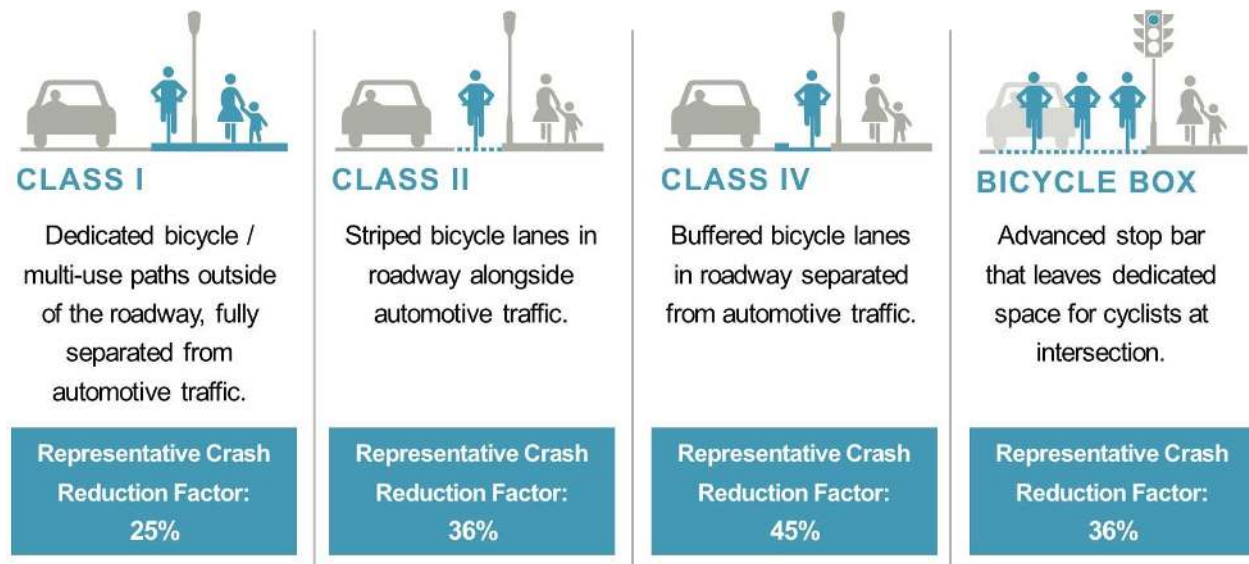 CLASS I
Dedicated bicycle /
multi-use paths outside
of the roadway, fully
separated from
automotive traffic.
Representative Crash
Reduction Factor:
25%
CLASS II
Striped bicycle lanes in
roadway alongside
automotive traffic.
Representative Crash
Reduction Factor:
36%
CLASS IV
Buffered bicycle lanes
in roadway separated
from automotive traffic.
Representative Crash
Reduction Factor:
45%
BICYCLE BOX
Advanced stop bar
that leaves dedicated
space for cyclists at
intersection.
Representative Crash
Reduction Factor:
36%